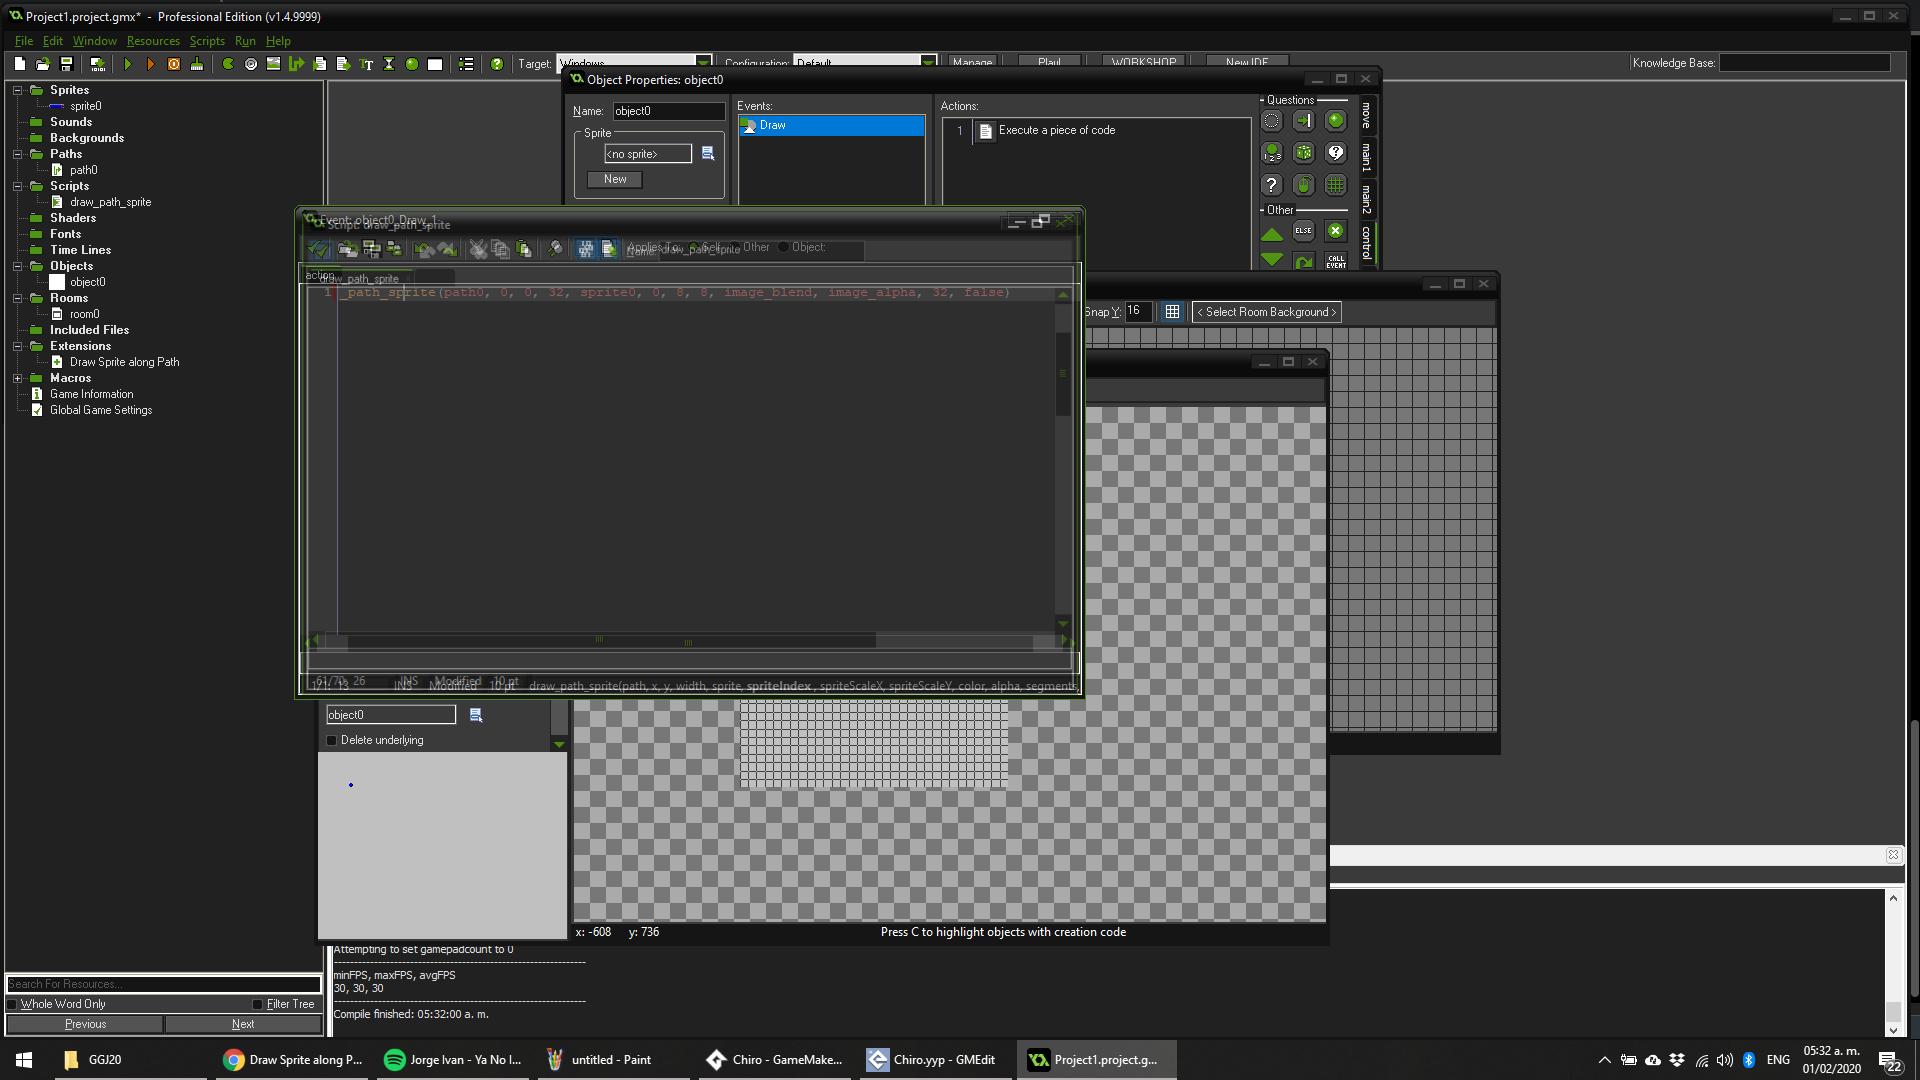 Project1.project.gmx* - Professional Edition (v1.4.9999)
File Edit Window Resources Scripts Run Help
Target: Windows Configuration: Default Manage Play! WORKSHOP New IDE Knowledge Base:
Sprites
sprite0
Sounds
Backgrounds
Paths
path0
Scripts
draw_path_sprite
Shaders
Fonts
Time Lines
Objects
object0
Rooms
room0
Included Files
Extensions
Draw Sprite along Path
Macros
Game Information
Global Game Settings
Search For Resources...
Whole Word Only Filter Tree
Previous Next
Object Properties: object0
Name: object0
Sprite
<no sprite>
New
Events:
Draw
Actions:
1 Execute a piece of code
Questions
Other
ELSE
CALL EVENT
move
main1
main2
control
Event: object0 Draw_1
Script: draw_path_sprite
Applies To: Self Other Object:
Name: draw_path_sprite
action
draw_path_sprite
1 _path_sprite(path0, 0, 0, 32, sprite0, 0, 8, 8, image_blend, image_alpha, 32, false)
61/70: 26 INS Modified 10 pt
1/1: 13 INS Modified 10 pt draw_path_sprite(path, x, y, width, sprite, spriteIndex , spriteScaleX, spriteScaleY, color, alpha, segments,
Snap Y: 16 < Select Room Background >
object0
Delete underlying
x: -608 y: 736 Press C to highlight objects with creation code
Attempting to set gamepadcount to 0
minFPS, maxFPS, avgFPS
30, 30, 30
Compile finished: 05:32:00 a. m.
GGJ20
Draw Sprite along P...
Jorge Ivan - Ya No I...
untitled - Paint
Chiro - GameMake...
Chiro.yyp - GMEdit
Project1.project.g...
ENG
05:32 a. m.
01/02/2020
22